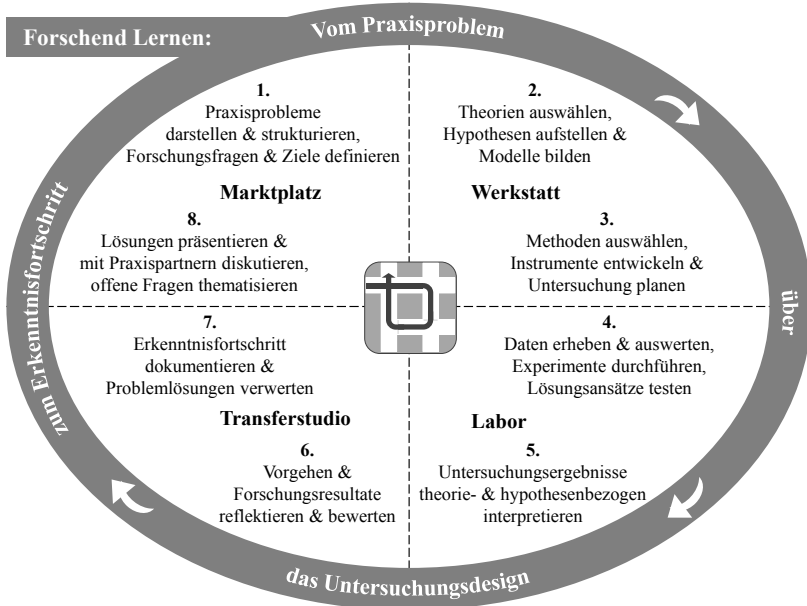 Forschend Lernen:
Vom Praxisproblem
1.
Praxisprobleme
darstellen & strukturieren,
Forschungsfragen & Ziele definieren
Marktplatz
2.
Theorien auswählen,
Hypothesen aufstellen &
Modelle bilden
Werkstatt
8.
Lösungen präsentieren &
mit Praxispartnern diskutieren,
offene Fragen thematisieren
3.
Methoden auswählen,
Instrumente entwickeln &
Untersuchung planen
über
7.
Erkenntnisfortschritt
dokumentieren &
Problemlösungen verwerten
Transferstudio
4.
Daten erheben & auswerten,
Experimente durchführen,
Lösungsansätze testen
Labor
6.
Vorgehen &
Forschungsresultate
reflektieren & bewerten
5.
Untersuchungsergebnisse
theorie- & hypothesenbezogen
interpretieren
das Untersuchungsdesign
zum Erkenntnisfortschritt